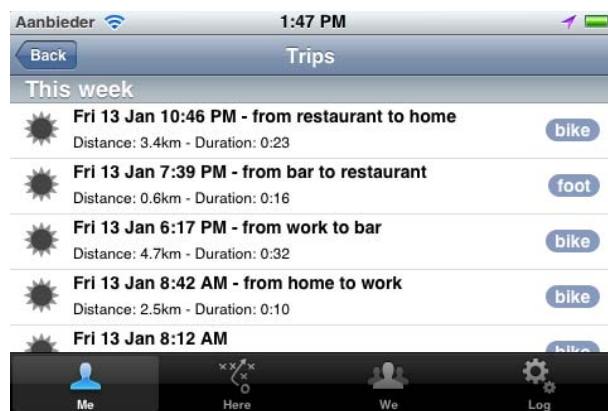 Aanbieder 1:47 PM
Back Trips
This week
Fri 13 Jan 10:46 PM - from restaurant to home
bike
Distance: 3.4km - Duration: 0:23
Fri 13 Jan 7:39 PM - from bar to restaurant
foot
Distance: 0.6km - Duration: 0:16
Fri 13 Jan 6:17 PM - from work to bar
bike
Distance: 4.7km - Duration: 0:32
Fri 13 Jan 8:42 AM - from home to work
bike
Distance: 2.5km - Duration: 0:10
Fri 13 Jan 8:12 AM
bike
Me Here We Log